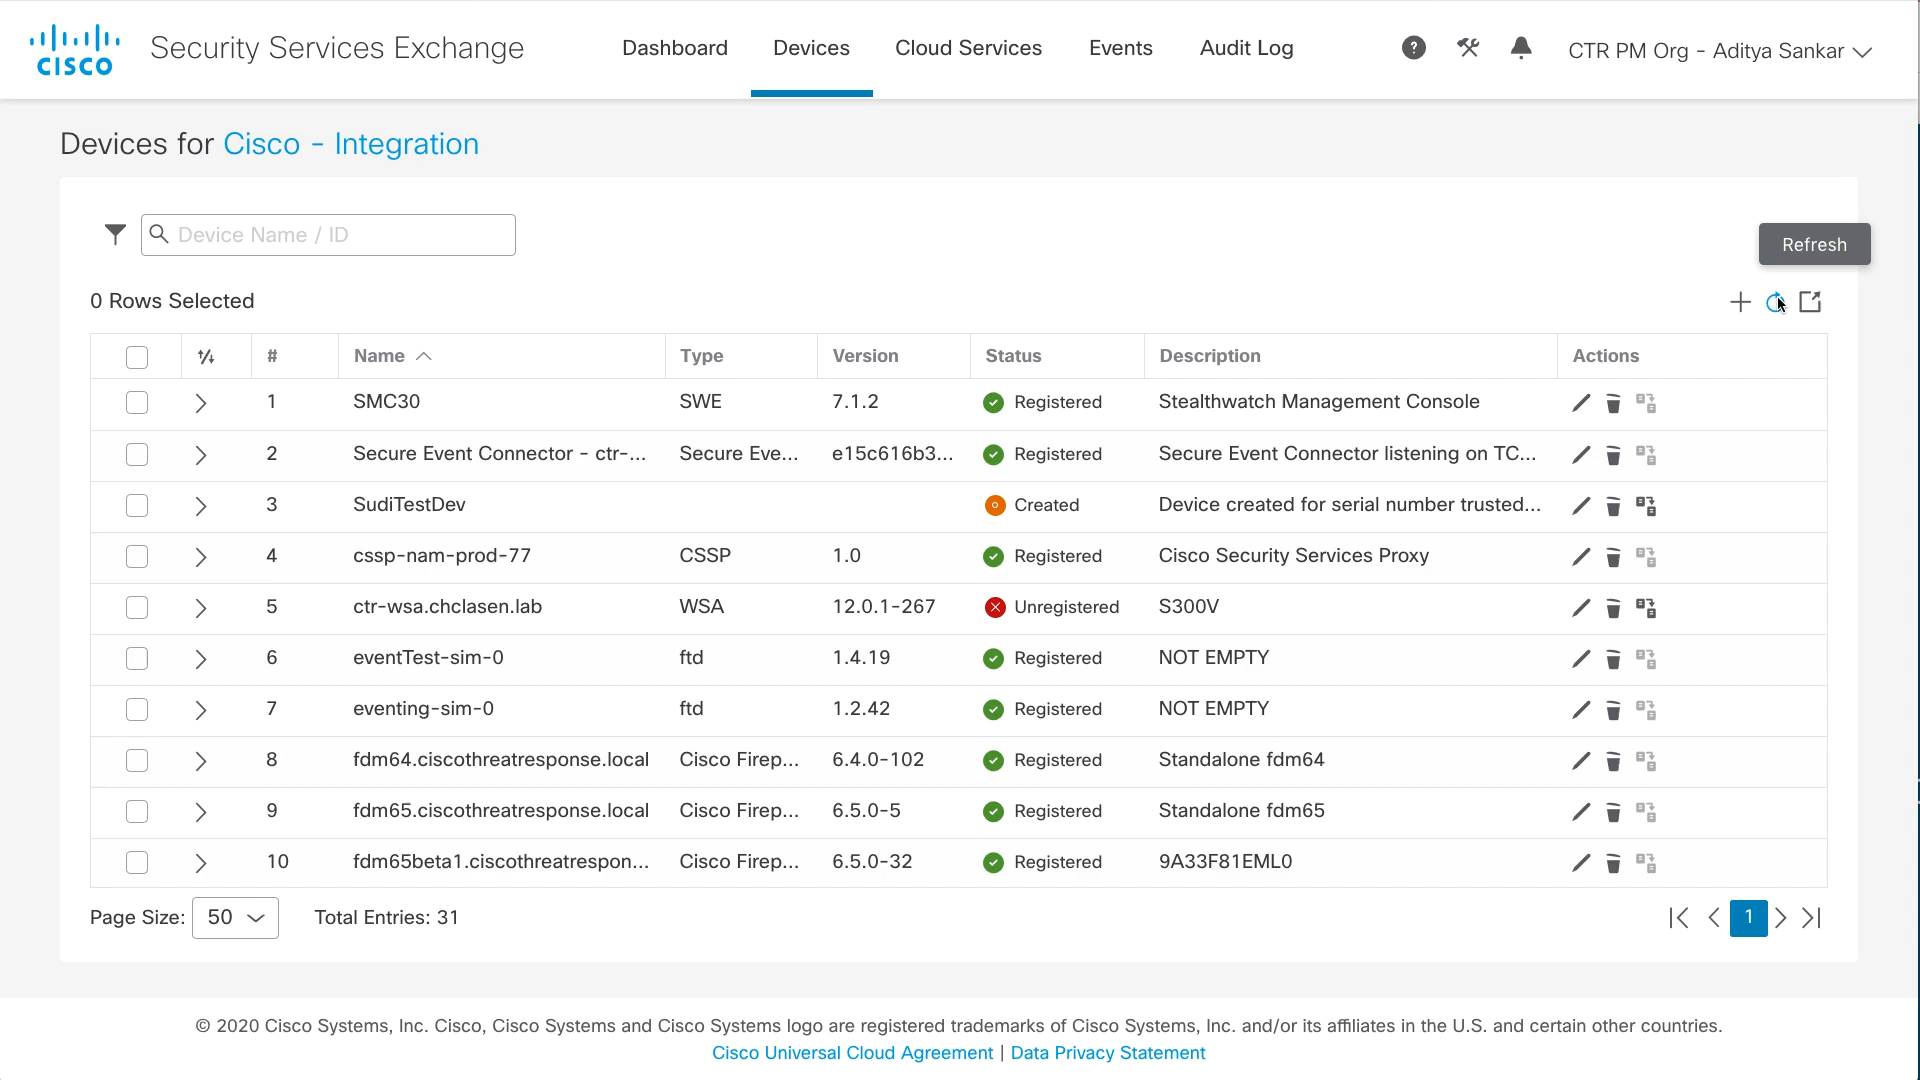 CISCO
Security Services Exchange
Dashboard Devices Cloud Services Events Audit Log
?
CTR PM Org - Aditya Sankar
Devices for Cisco - Integration
Device Name / ID
Refresh
0 Rows Selected
# Name Type Version Status Description Actions
1 SMC30 SWE 7.1.2 Registered Stealthwatch Management Console
2 Secure Event Connector - ctr-... Secure Eve... e15c616b3... Registered Secure Event Connector listening on TC...
3 SudiTestDev Created Device created for serial number trusted...
4 cssp-nam-prod-77 CSSP 1.0 Registered Cisco Security Services Proxy
5 ctr-wsa.chclasen.lab WSA 12.0.1-267 Unregistered S300V
6 eventTest-sim-0 ftd 1.4.19 Registered NOT EMPTY
7 eventing-sim-0 ftd 1.2.42 Registered NOT EMPTY
8 fdm64.ciscothreatresponse.local Cisco Firep... 6.4.0-102 Registered Standalone fdm64
9 fdm65.ciscothreatresponse.local Cisco Firep... 6.5.0-5 Registered Standalone fdm65
10 fdm65beta1.ciscothreatrespon... Cisco Firep... 6.5.0-32 Registered 9A33F81EML0
Page Size: 50 Total Entries: 31
1
© 2020 Cisco Systems, Inc. Cisco, Cisco Systems and Cisco Systems logo are registered trademarks of Cisco Systems, Inc. and/or its affiliates in the U.S. and certain other countries.
Cisco Universal Cloud Agreement | Data Privacy Statement